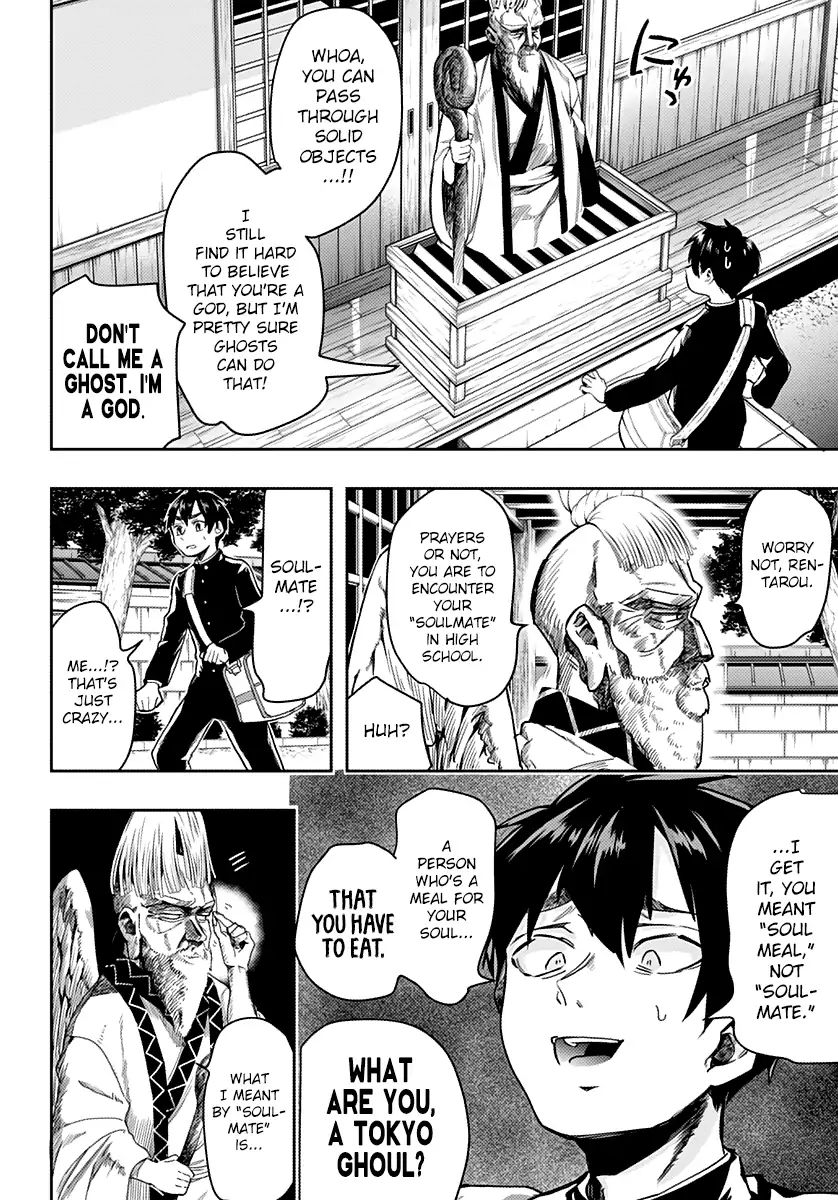 にゅっ
WHOA,
YOU CAN
PASS
THROUGH
SOLID
OBJECTS
...!!
I
STILL
FIND IT HARD
TO BELIEVE
THAT YOU'RE A
GOD, BUT I'M
PRETTY SURE
GHOSTS
CAN DO
THAT!
DON'T
CALL ME A
GHOST. I'M
A GOD.
WORRY
NOT, REN-
TAROU.
PRAYERS
OR NOT,
YOU ARE TO
ENCOUNTER
YOUR
"SOULMATE"
IN HIGH
SCHOOL.
HUH?
SOUL-
MATE
...!?
ME...!?
THAT'S
JUST
CRAZY...
...I
GET
IT, YOU
MEANT
"SOUL
MEAL,"
NOT
"SOUL-
MATE."
A
PERSON
WHO'S A
MEAL FOR
YOUR
SOUL...
THAT
YOU HAVE
TO EAT.
WHAT
ARE YOU,
A TOKYO
GHOUL?
WHAT
I MEANT
BY "SOUL-
MATE"
IS...